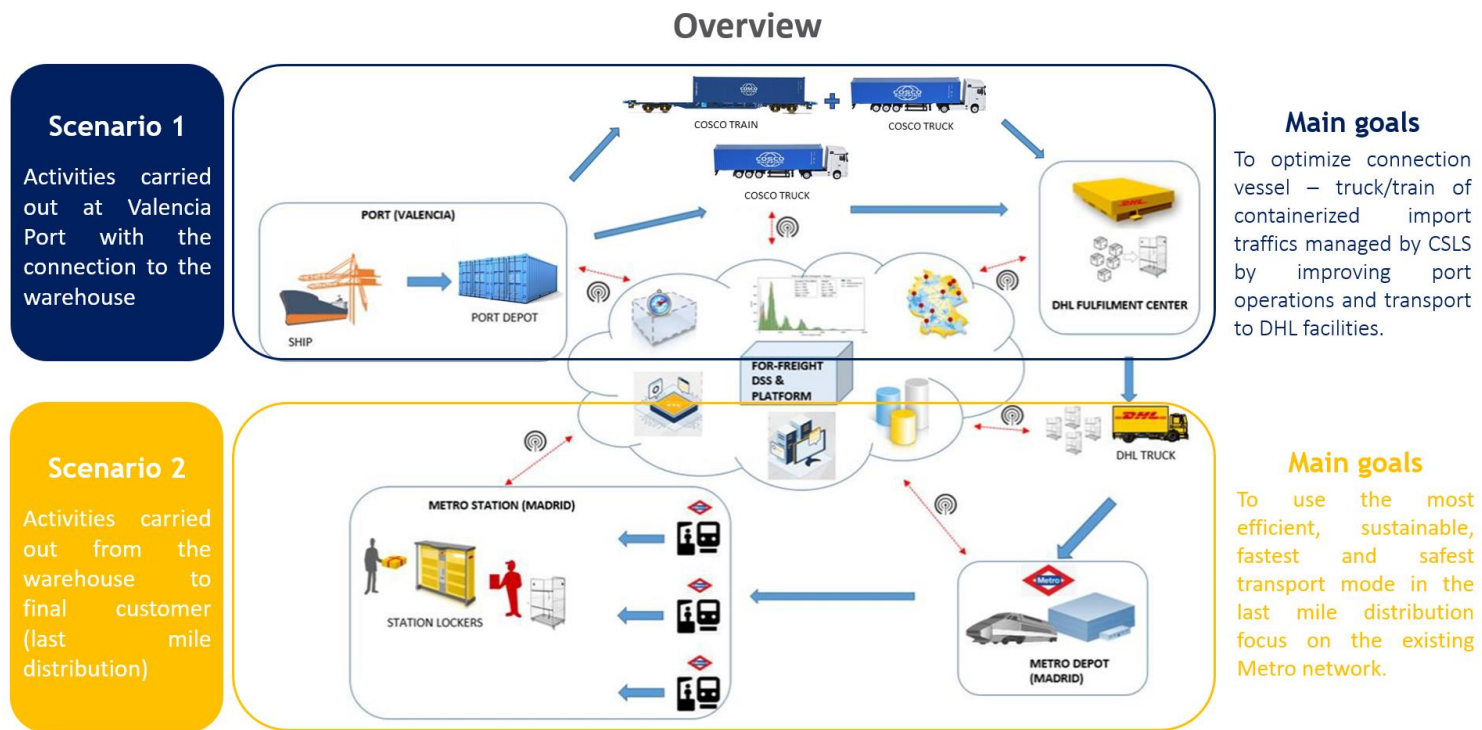 Overview
Scenario 1
Activities carried
out at Valencia
Port with the
connection to the
warehouse
COSCO
COSCO TRAIN
COSCO
COSCO TRUCK
COSCO
COSCO TRUCK
PORT (VALENCIA)
SHIP
PORT DEPOT
DHL
DHL FULFILMENT CENTER
Main goals
To optimize connection
vessel – truck/train of
containerized import
traffics managed by CSLS
by improving port
operations and transport
to DHL facilities.
FOR-FREIGHT
DSS &
PLATFORM
Scenario 2
Activities carried
out from the
warehouse to
final customer
(last mile
distribution)
METRO STATION (MADRID)
STATION LOCKERS
DHL
DHL TRUCK
Metro
METRO DEPOT
(MADRID)
Main goals
To use the most
efficient, sustainable,
fastest and safest
transport mode in the
last mile distribution
focus on the existing
Metro network.